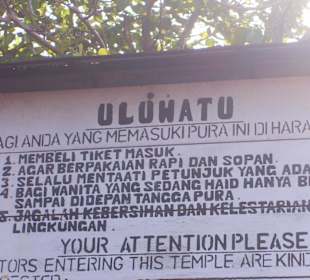 ULUWATU
AGI ANDA YANG MEMASUKI PURA INI DI HARA
1. MEMBELI TIKET MASUK.
2. AGAR BERPAKAIAN RAPI DAN SOPAN.
3. SELALU MENTAATI PETUNJUK YANG ADA
4. BAGI WANITA YANG SEDANG HAID HANYA B
SAMPAI DIDEPAN TANGGA PURA.
5. JAGALAH KEBERSIHAN DAN KELESTARIAN
LINGKUNGAN.
YOUR ATTENTION PLEASE
TORS ENTERING THIS TEMPLE ARE KIND